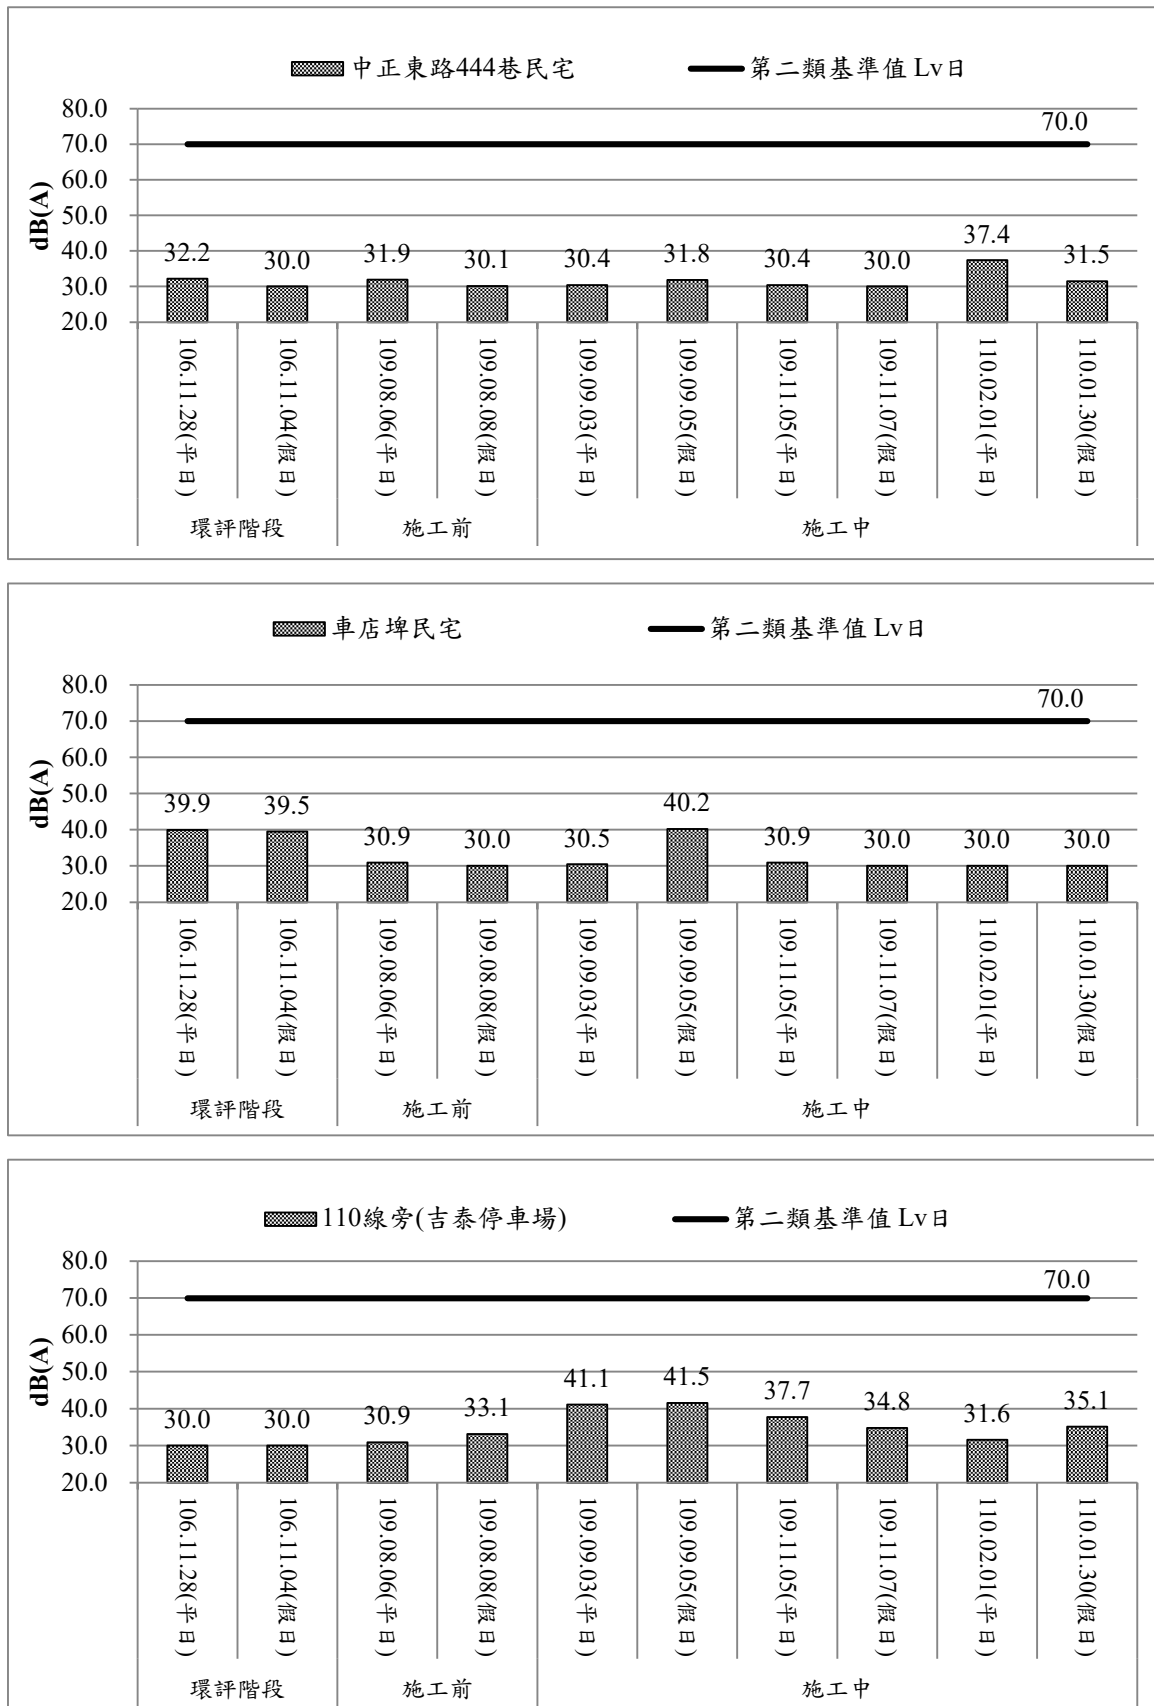 中正東路444巷民宅 第二類基準值 Lv日
dB(A)
80.0
70.0
60.0
50.0
40.0
30.0
20.0
70.0
32.2 30.0 31.9 30.1 30.4 31.8 30.4 30.0 37.4 31.5
106.11.28(平日)
106.11.04(假日)
109.08.06(平日)
109.08.08(假日)
109.09.03(平日)
109.09.05(假日)
109.11.05(平日)
109.11.07(假日)
110.02.01(平日)
110.01.30(假日)
環評階段 施工前 施工中
車店埤民宅 第二類基準值 Lv日
dB(A)
80.0
70.0
60.0
50.0
40.0
30.0
20.0
70.0
39.9 39.5 30.9 30.0 30.5 40.2 30.9 30.0 30.0 30.0
106.11.28(平日)
106.11.04(假日)
109.08.06(平日)
109.08.08(假日)
109.09.03(平日)
109.09.05(假日)
109.11.05(平日)
109.11.07(假日)
110.02.01(平日)
110.01.30(假日)
環評階段 施工前 施工中
110線旁(吉泰停車場) 第二類基準值 Lv日
dB(A)
80.0
70.0
60.0
50.0
40.0
30.0
20.0
70.0
30.0 30.0 30.9 33.1 41.1 41.5 37.7 34.8 31.6 35.1
106.11.28(平日)
106.11.04(假日)
109.08.06(平日)
109.08.08(假日)
109.09.03(平日)
109.09.05(假日)
109.11.05(平日)
109.11.07(假日)
110.02.01(平日)
110.01.30(假日)
環評階段 施工前 施工中